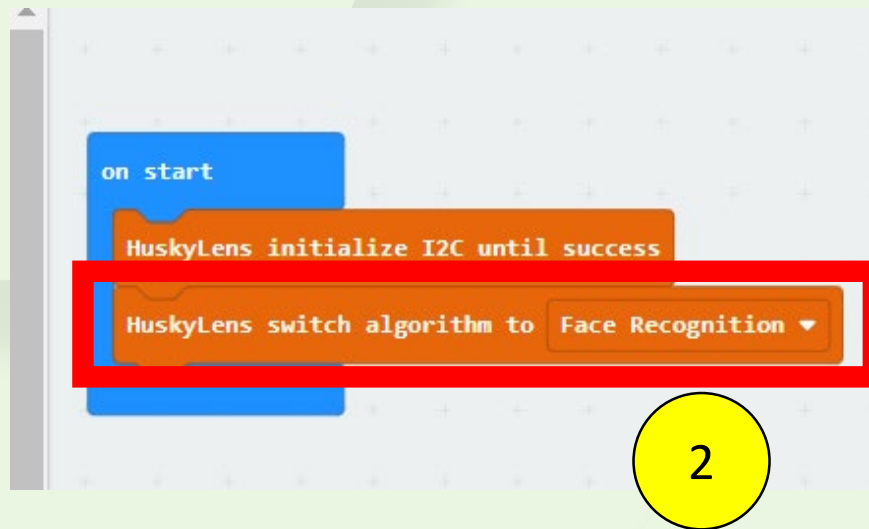 on start
HuskyLens initialize I2C until success
HuskyLens switch algorithm to Face Recognition
2